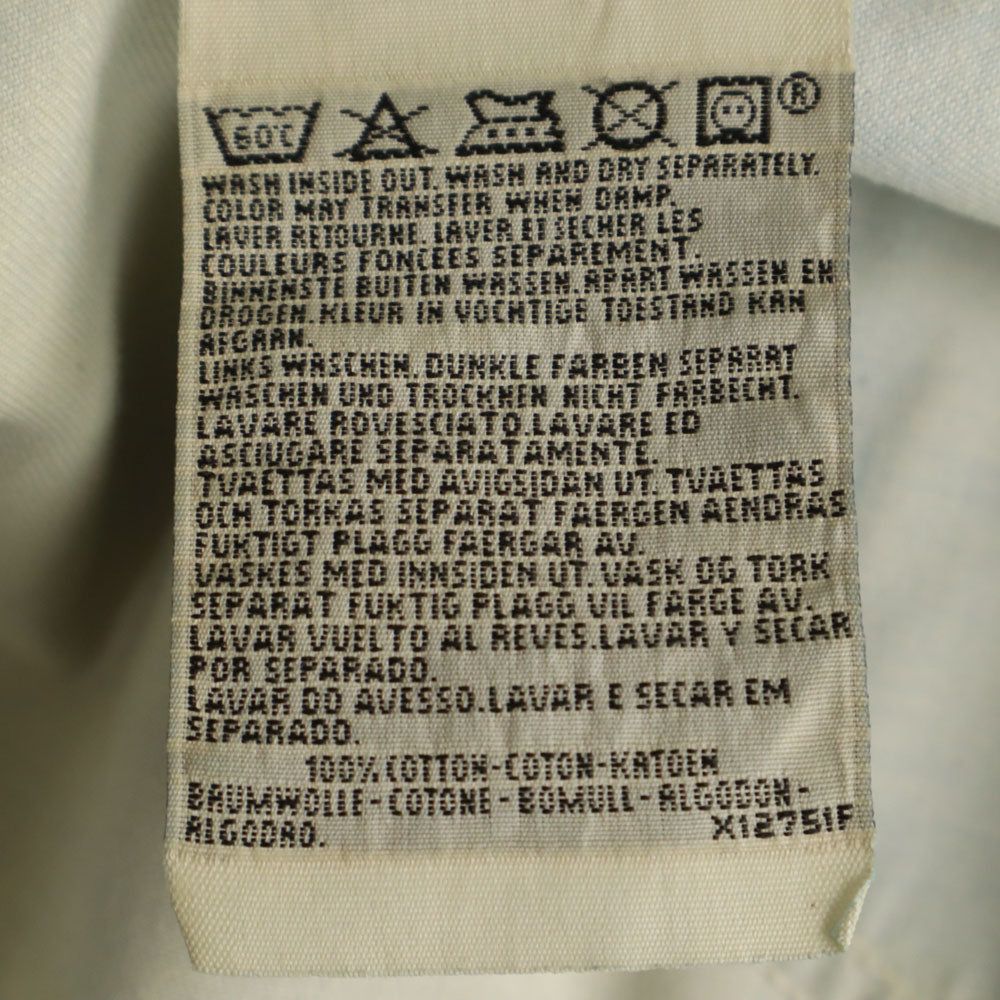 60°C
®
WASH INSIDE OUT. WASH AND DRY SEPARATELY.
COLOR MAY TRANSFER WHEN DAMP.
LAVER RETOURNE. LAVER ET SECHER LES
COULEURS FONCEES SEPAREMENT.
BINNENSTE BUITEN WASSEN. APART WASSEN EN
DROGEN. KLEUR IN VOCHTIGE TOESTAND KAN
AFGAAN.
LINKS WASCHEN. DUNKLE FARBEN SEPARAT
WASCHEN UND TROCKNEN NICHT FARBECHT.
LAVARE ROVESCIATO. LAVARE ED
ASCIUGARE SEPARATAMENTE.
TVAETTAS MED AVIGSIDAN UT. TVAETTAS
OCH TORKAS SEPARAT FAERGEN AENDRAS
FUKTIGT PLAGG FAERGAR AV.
VASKES MED INNSIDEN UT. VASK OG TORK
SEPARAT FUKTIG PLAGG VIL FARGE AV.
LAVAR VUELTO AL REVES. LAVAR Y SECAR
POR SEPARADO.
LAVAR DO AVESSO. LAVAR E SECAR EM
SEPARADO.
100% COTTON-COTON-KATOEN
BAUMWOLLE-COTONE-BOMULL-ALGODON-
ALGODAO. X12751F